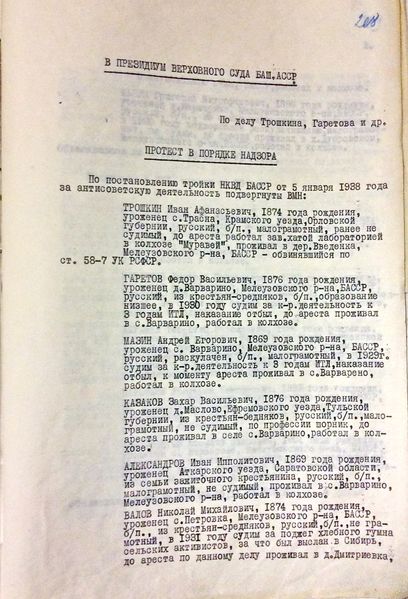 208
В ПРЕЗИДИУМ ВЕРХОВНОГО СУДА БАШ.АССР
По делу Трошкина, Гаретова и др.
ПРОТЕСТ В ПОРЯДКЕ НАДЗОРА
По постановлению тройки НКВД БАССР от 5 января 1938 года
за антисоветскую деятельность подвергнуты ВМН:
ТРОШКИН Иван Афанасьевич, 1874 года рождения,
уроженец с.Трасна, Крамского уезда,Орловской
губернии, русский, б/п., малограмотный, ранее не
судимый, до ареста работал зав.хатой лабораторией
в колхозе "Муравей", проживал в дер.Введенка,
Мелеузовского р-на, БАССР - обвинявшийся по
ст. 58-7 УК РСФСР.
ГАРЕТОВ Федор Васильевич, 1876 года рождения,
уроженец д.Варварино, Мелеузовского р-на,БАССР,
русский, из крестьян-средняков, б/п,образование
низшее, в 1930 году судим за к-р.деятельность к
3 годам ИТЛ, наказание отбыл, до ареста проживал
в с.Варварино, работал в колхозе.
МАЗИН Андрей Егорович, 1869 года рождения,
уроженец с. Варварино, Мелеузовского р-на, БАССР,
русский, раскулачен, б/п., малограмотный, в 1929г.
судим за к-р.деятельность к 3 годам ИТЛ,наказание
отбыл, к моменту ареста проживал в с.Варварено,
работал в колхозе.
КАЗАКОВ Захар Васильевич, 1876 года рождения,
уроженец д.Маслово,Ефремовского уезда,Тульской
губернии, из крестьян-бедняков, русский,б/п.,мало-
грамотный, не судимый, по профессии шорник, до
ареста проживал в селе с.Варварино,работал в кол-
хозе.
АЛЕКСАНДРОВ Иван Ипполитович, 1869 года рождения,
уроженец Аткарского уезда, Саратовской области,
из семьи зажиточного крестьянина, русский, б/п.,
малограмотный, не судимый, проживал в с.Варварино,
Мелеузовского р-на, работал в колхозе.
ВАЛОВ Николай Михайлович, 1874 года рождения,
уроженец с.Петровка, Мелеузовского р-на, БАССР,
б/п., из крестьян-средняков, русский,б/п.,негра-
мотный, в 1931 году судим за поджег хлебного гумна
сельских активистов, за что был выслан в Сибирь,
до ареста по данному делу проживал в д.Дмитриевка,